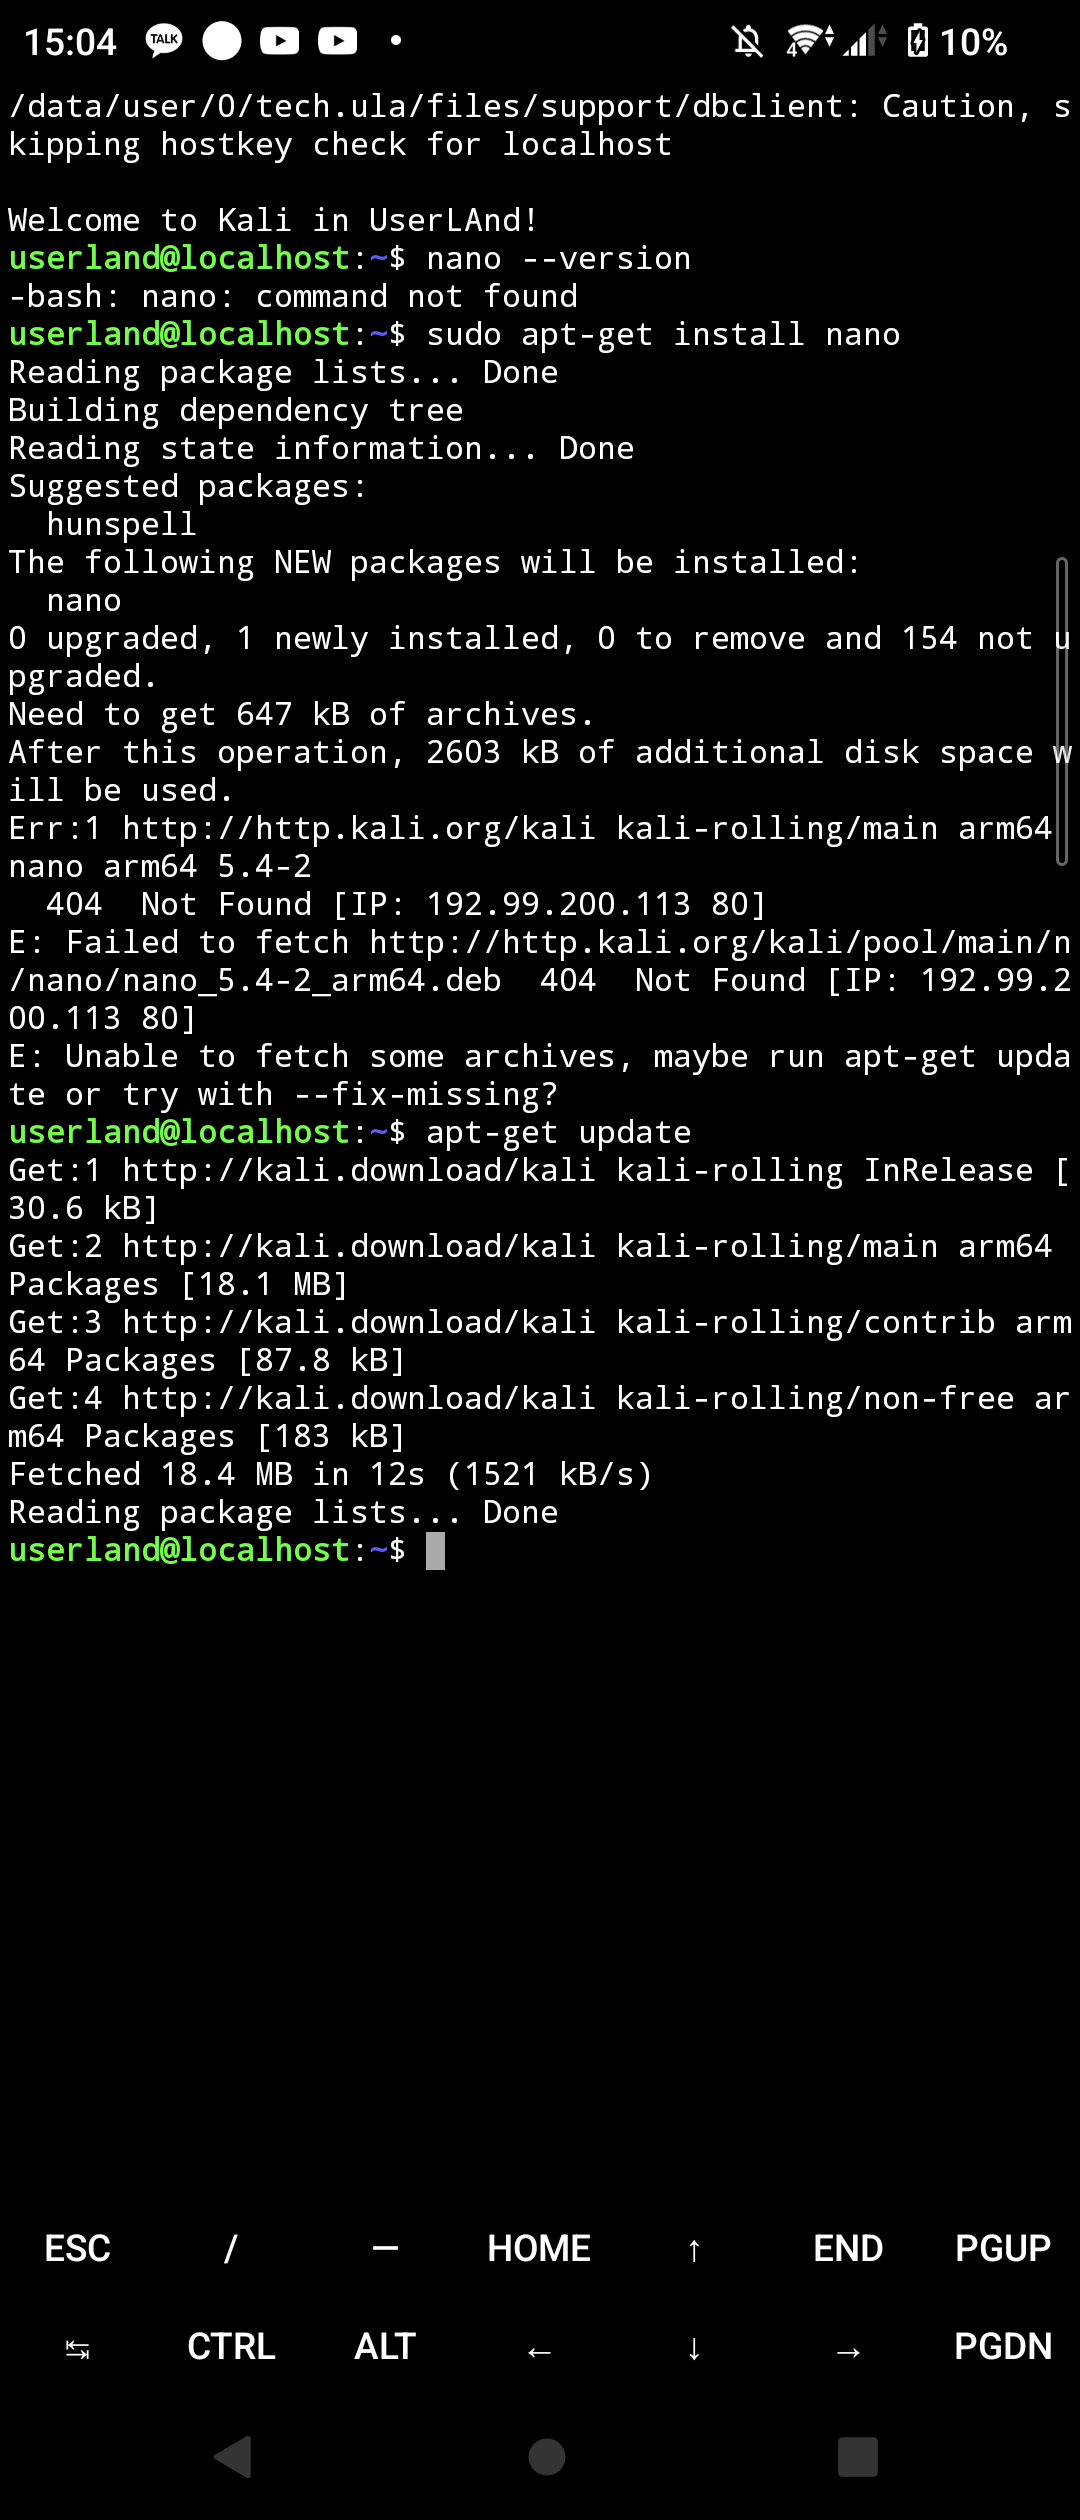 15:04 TALK 4 10%
/data/user/0/tech.ula/files/support/dbclient: Caution, s
kipping hostkey check for localhost
Welcome to Kali in UserLAnd!
userland@localhost:~$ nano --version
-bash: nano: command not found
userland@localhost:~$ sudo apt-get install nano
Reading package lists... Done
Building dependency tree
Reading state information... Done
Suggested packages:
  hunspell
The following NEW packages will be installed:
  nano
0 upgraded, 1 newly installed, 0 to remove and 154 not u
pgraded.
Need to get 647 kB of archives.
After this operation, 2603 kB of additional disk space w
ill be used.
Err:1 http://http.kali.org/kali kali-rolling/main arm64
nano arm64 5.4-2
  404  Not Found [IP: 192.99.200.113 80]
E: Failed to fetch http://http.kali.org/kali/pool/main/n
/nano/nano_5.4-2_arm64.deb  404  Not Found [IP: 192.99.2
00.113 80]
E: Unable to fetch some archives, maybe run apt-get upda
te or try with --fix-missing?
userland@localhost:~$ apt-get update
Get:1 http://kali.download/kali kali-rolling InRelease [
30.6 kB]
Get:2 http://kali.download/kali kali-rolling/main arm64
Packages [18.1 MB]
Get:3 http://kali.download/kali kali-rolling/contrib arm
64 Packages [87.8 kB]
Get:4 http://kali.download/kali kali-rolling/non-free ar
m64 Packages [183 kB]
Fetched 18.4 MB in 12s (1521 kB/s)
Reading package lists... Done
userland@localhost:~$
ESC / — HOME ↑ END PGUP
↹ CTRL ALT ← ↓ → PGDN